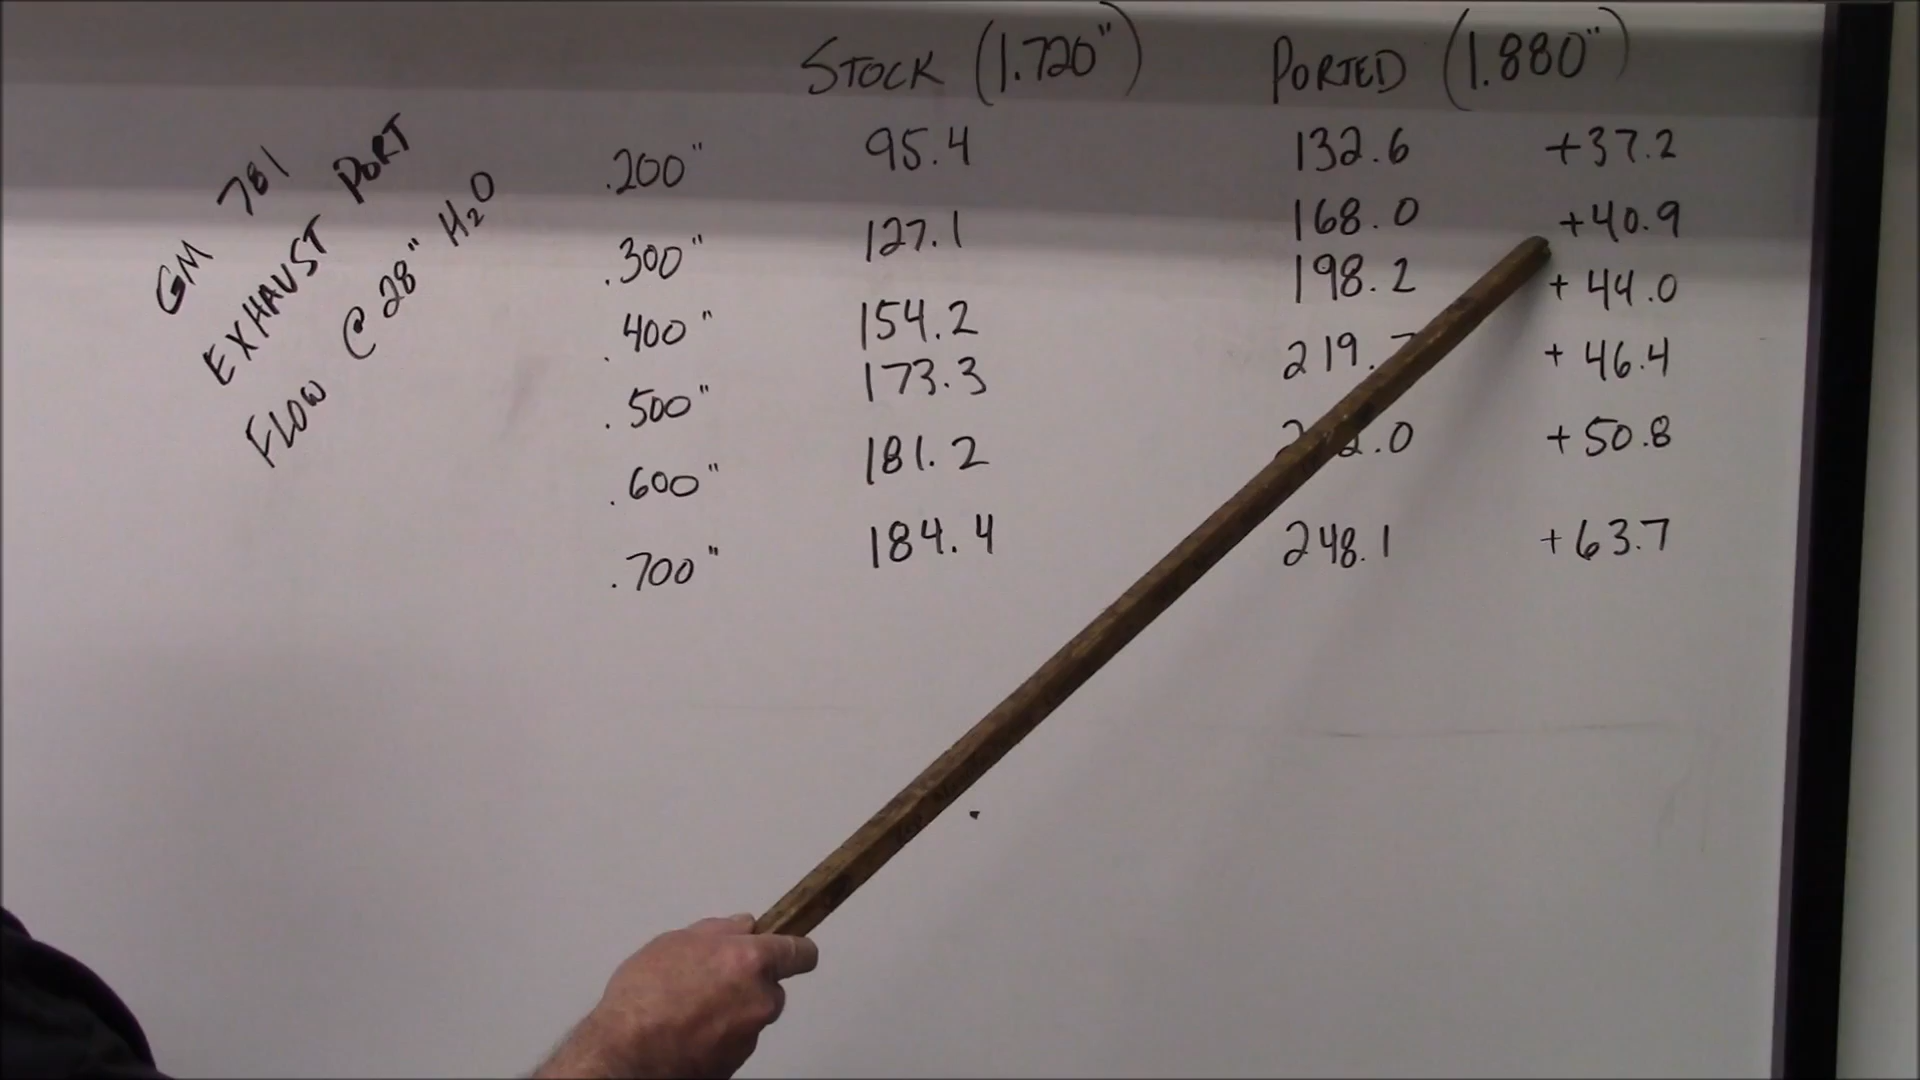 GM 781
EXHAUST PORT
FLOW @ 28" H₂O
STOCK (1.720") PORTED (1.880")
.200" 95.4 132.6 +37.2
.300" 127.1 168.0 +40.9
.400" 154.2 198.2 +44.0
.500" 173.3 219. +46.4
.600" 181.2 +50.8
.700" 184.4 248.1 +63.7